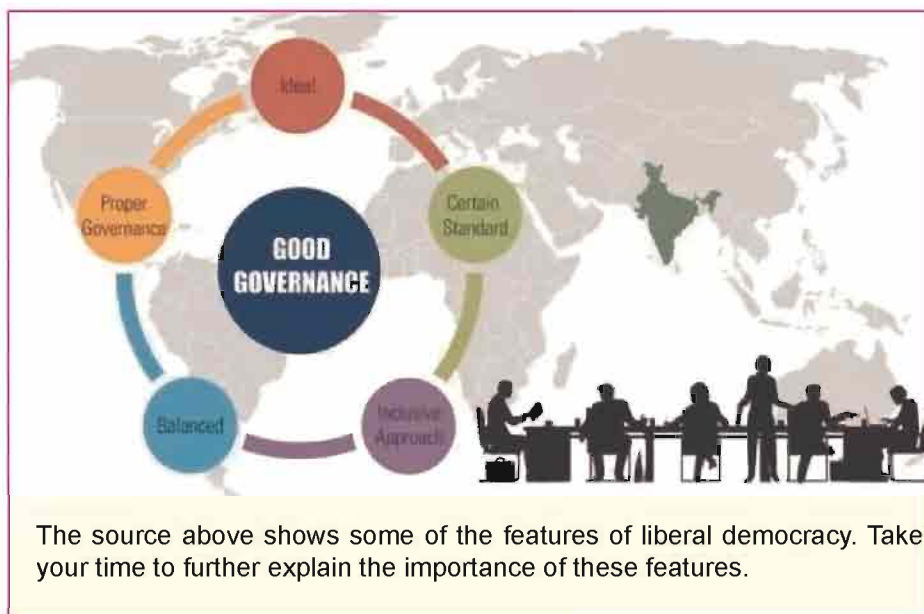 Ideal
Proper
Governance
Certain
Standard
GOOD
GOVERNANCE
Balanced
Inclusive
Approach
The source above shows some of the features of liberal democracy. Take
your time to further explain the importance of these features.